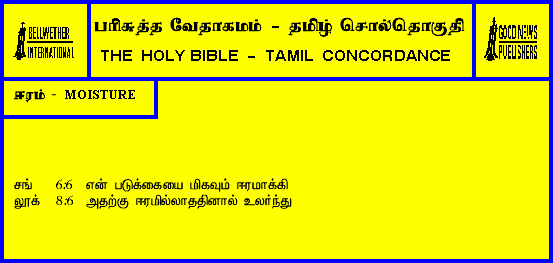 BELLWETHER
INTERNATIONAL
பரிசுத்த வேதாகமம் - தமிழ் சொல்தொகுதி
THE HOLY BIBLE - TAMIL CONCORDANCE
GOOD NEWS
PUBLISHERS
ஈரம் - MOISTURE
சங் 6:6 என் படுக்கையை மிகவும் ஈரமாக்கி
லூக் 8:6 அதற்கு ஈரமில்லாததினால் உலர்ந்து